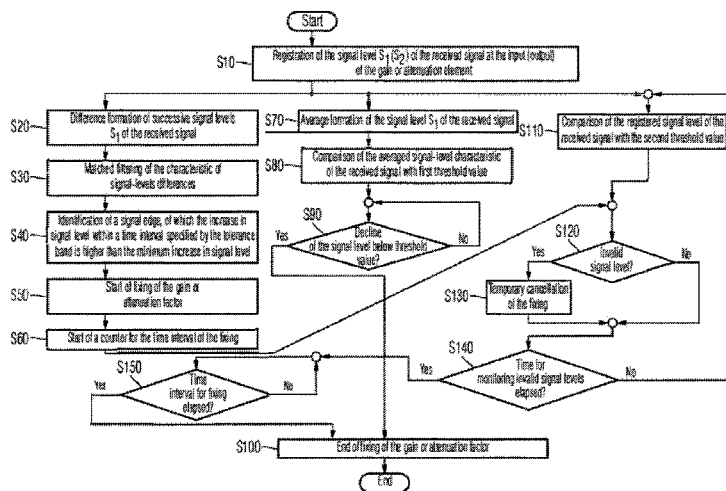 Start
S10
Registration of the signal level S1(S2) of the received signal at the input (output)
of the gain or attenuation element
S20
Difference formation of successive signal levels
S1 of the received signal
S70
Average formation of the signal level S1 of the received signal
S110
Comparison of the registered signal level of the
received signal with the second threshold value
S30
Matched filtering of the characteristic of
signal-levels differences
S80
Comparison of the averaged signal-level characteristic
of the received signal with first threshold value
S40
Identification of a signal edge, of which the increase in
signal level within a time interval specified by the tolerance
band is higher than the minimum increase in signal level
S90
Yes
Decline
of the signal level below threshold
value?
No
S120
Yes
Invalid
signal level?
No
S50
Start of fixing of the gain or
attenuation factor
S130
Temporary cancellation
of the fixing
S60
Start of a counter for the time interval of the fixing
S150
Yes
Time
interval for fixing
elapsed?
No
S140
Yes
Time for
monitoring invalid signal levels
elapsed?
No
S100
End of fixing of the gain or attenuation factor
End